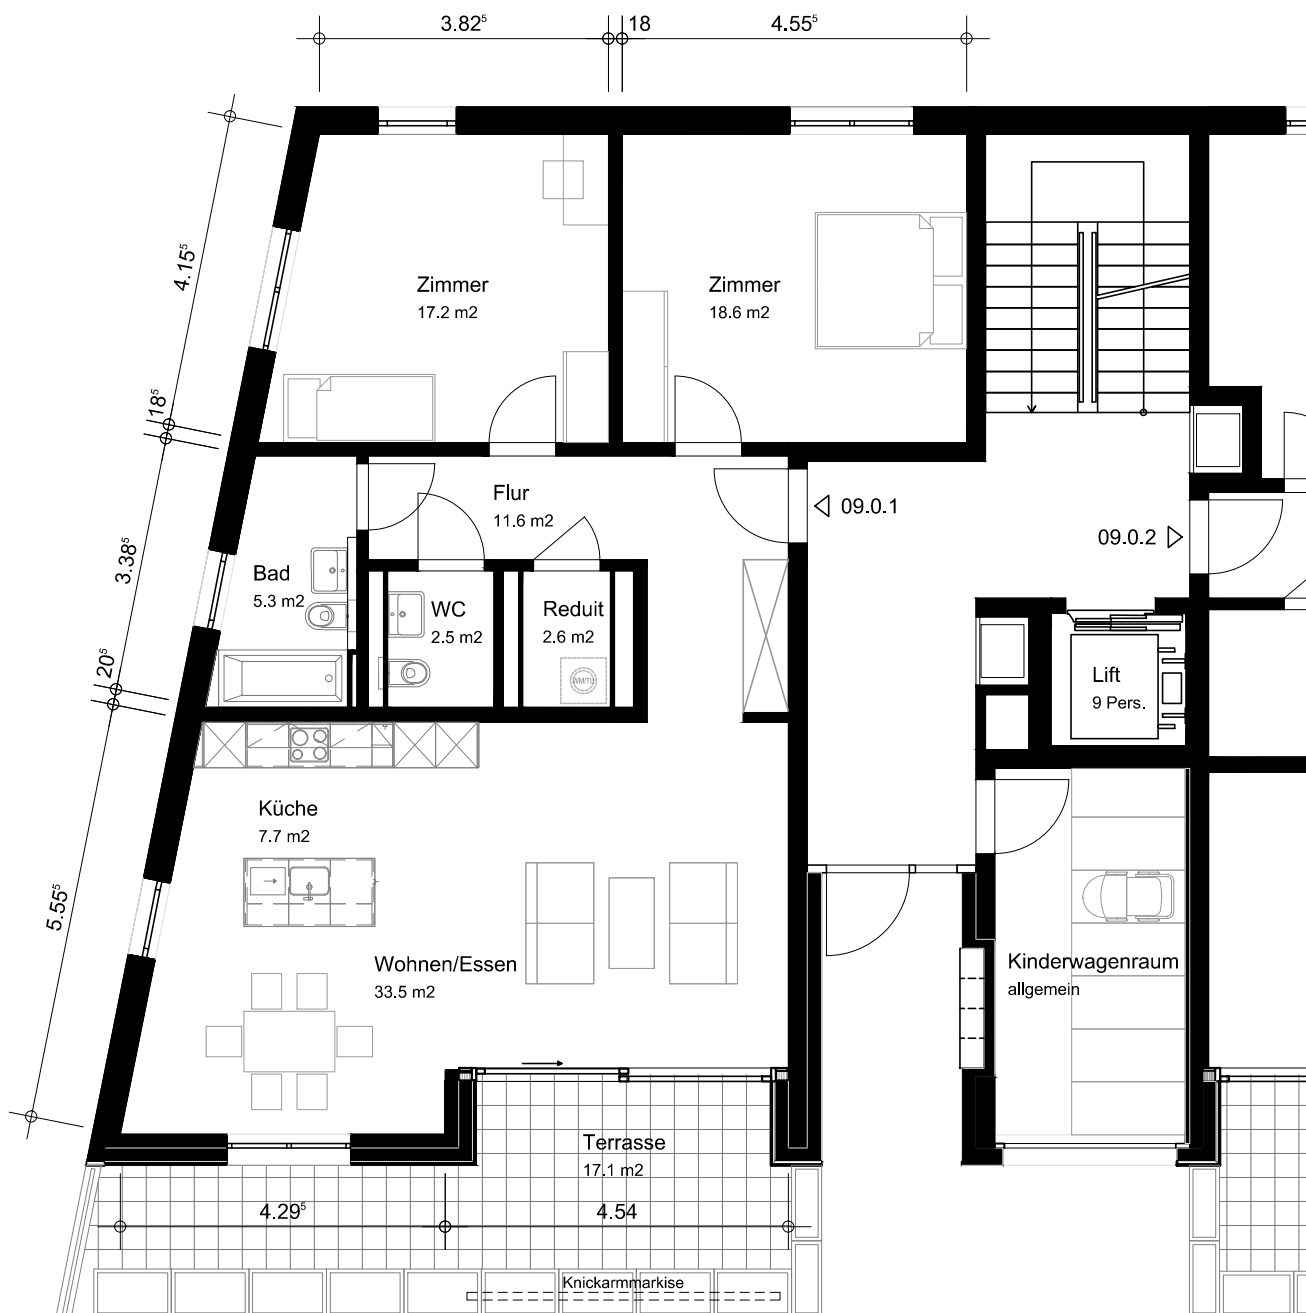 3.82⁵
18
4.55⁵
4.15⁵
18⁵
3.38⁵
20⁵
5.55⁵
Zimmer
17.2 m2
Zimmer
18.6 m2
Flur
11.6 m2
09.0.1
09.0.2
Bad
5.3 m2
WC
2.5 m2
Reduit
2.6 m2
WM/TU
Lift
9 Pers.
Küche
7.7 m2
Wohnen/Essen
33.5 m2
Kinderwagenraum
allgemein
Terrasse
17.1 m2
4.29⁵
4.54
Knickarmmarkise